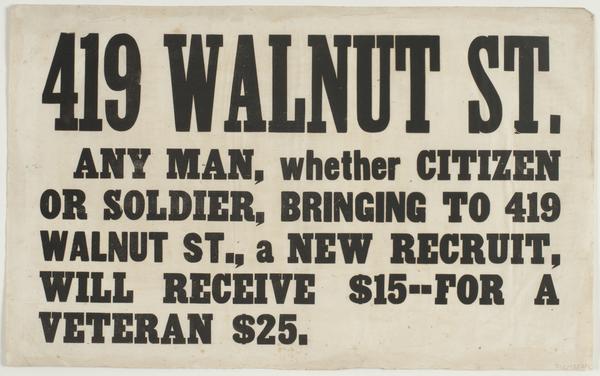 419 WALNUT ST.
ANY MAN, whether CITIZEN
OR SOLDIER, BRINGING TO 419
WALNUT ST., a NEW RECRUIT,
WILL RECEIVE $15--FOR A
VETERAN $25.